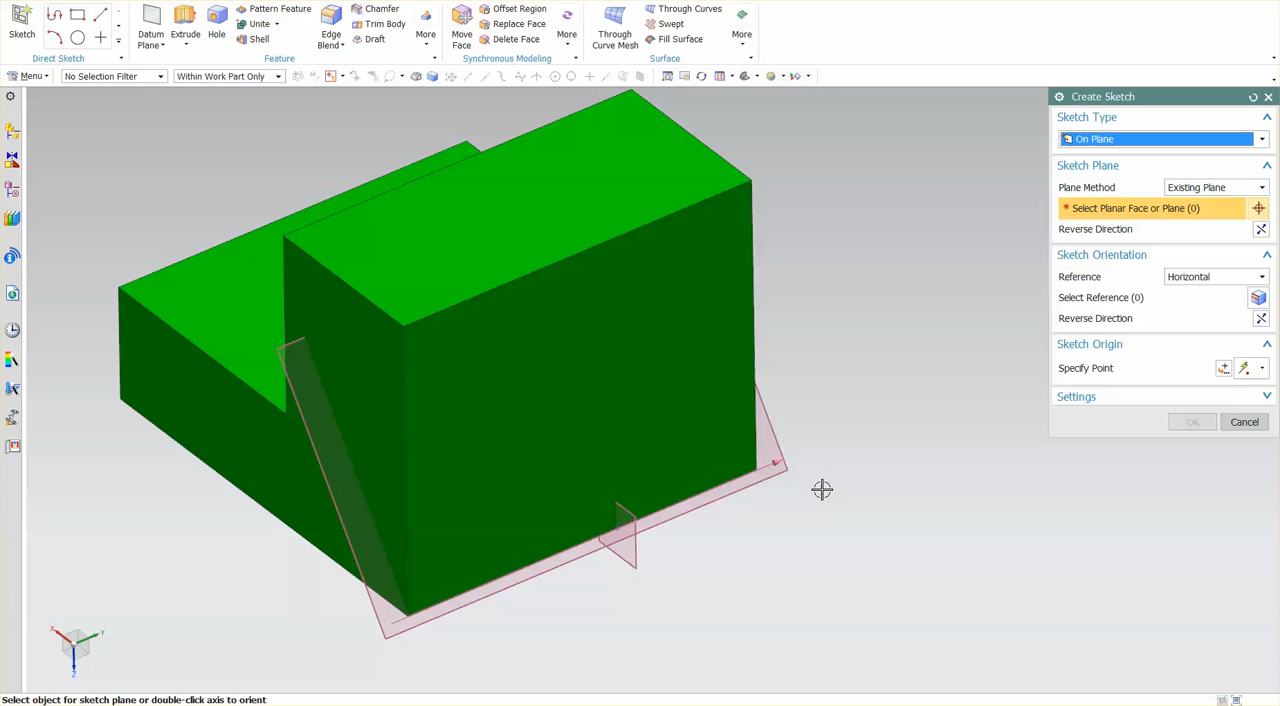 Sketch
Direct Sketch
Datum Plane
Extrude
Hole
Pattern Feature
Unite
Shell
Edge Blend
Chamfer
Trim Body
Draft
More
Feature
Move Face
Offset Region
Replace Face
Delete Face
More
Synchronous Modeling
Through Curve Mesh
Through Curves
Swept
Fill Surface
More
Surface
Menu
No Selection Filter
Within Work Part Only
Create Sketch
Sketch Type
On Plane
Sketch Plane
Plane Method Existing Plane
* Select Planar Face or Plane (0)
Reverse Direction
Sketch Orientation
Reference Horizontal
Select Reference (0)
Reverse Direction
Sketch Origin
Specify Point
Settings
OK Cancel
X
Y
Z
Select object for sketch plane or double-click axis to orient